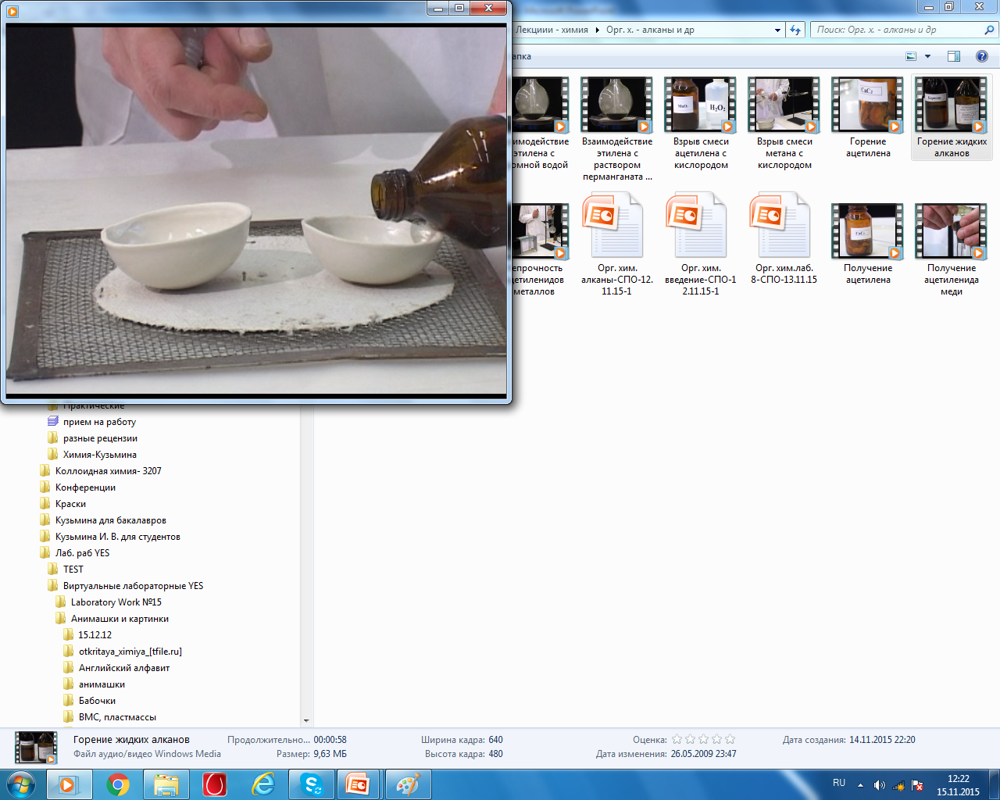 Лекциии - химия ▸ Орг. х. - алканы и др
Поиск: Орг. х. - алканы и др
апка
имодействие
этилена с
омной водой
Взаимодействие
этилена с
раствором
перманганата ...
MnO₂
H₂O₂
Взрыв смеси
ацетилена с
кислородом
Взрыв смеси
метана с
кислородом
CaC₂
Горение
ацетилена
Керосин
Горение жидких
алканов
епрочность
цетиленидов
металлов
Орг. хим.
алканы-СПО-12.
11.15-1
Орг. хим.
введение-СПО-1
2.11.15-1
Орг. хим.лаб.
8-СПО-13.11.15
CaC₂
Получение
ацетилена
Получение
ацетиленида
меди
Практические
прием на работу
разные рецензии
Химия-Кузьмина
Коллоидная химия- 3207
Конференции
Краски
Кузьмина для бакалавров
Кузьмина И. В. для студентов
Лаб. раб YES
TEST
Виртуальные лабораторные YES
Laboratory Work №15
Анимашки и картинки
15.12.12
otkritaya_ximiya_[tfile.ru]
Английский алфавит
анимашки
Бабочки
ВМС, пластмассы
Горение жидких алканов
Файл аудио/видео Windows Media
Продолжительно... 00:00:58
Размер: 9,63 МБ
Ширина кадра: 640
Высота кадра: 480
Оценка:
Дата изменения: 26.05.2009 23:47
Дата создания: 14.11.2015 22:20
RU
12:22
15.11.2015